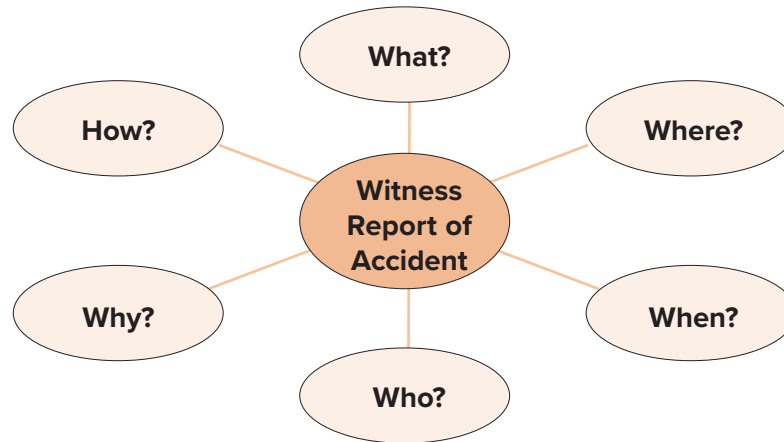 What?
How?
Where?
Witness
Report of
Accident
Why?
When?
Who?